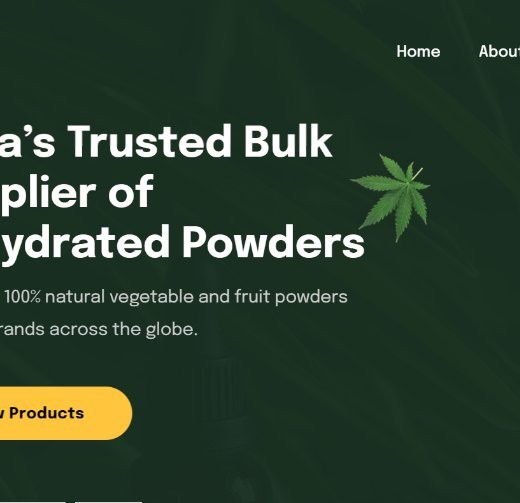 Home About
a’s Trusted Bulk
plier of
ydrated Powders
100% natural vegetable and fruit powders
rands across the globe.
Products